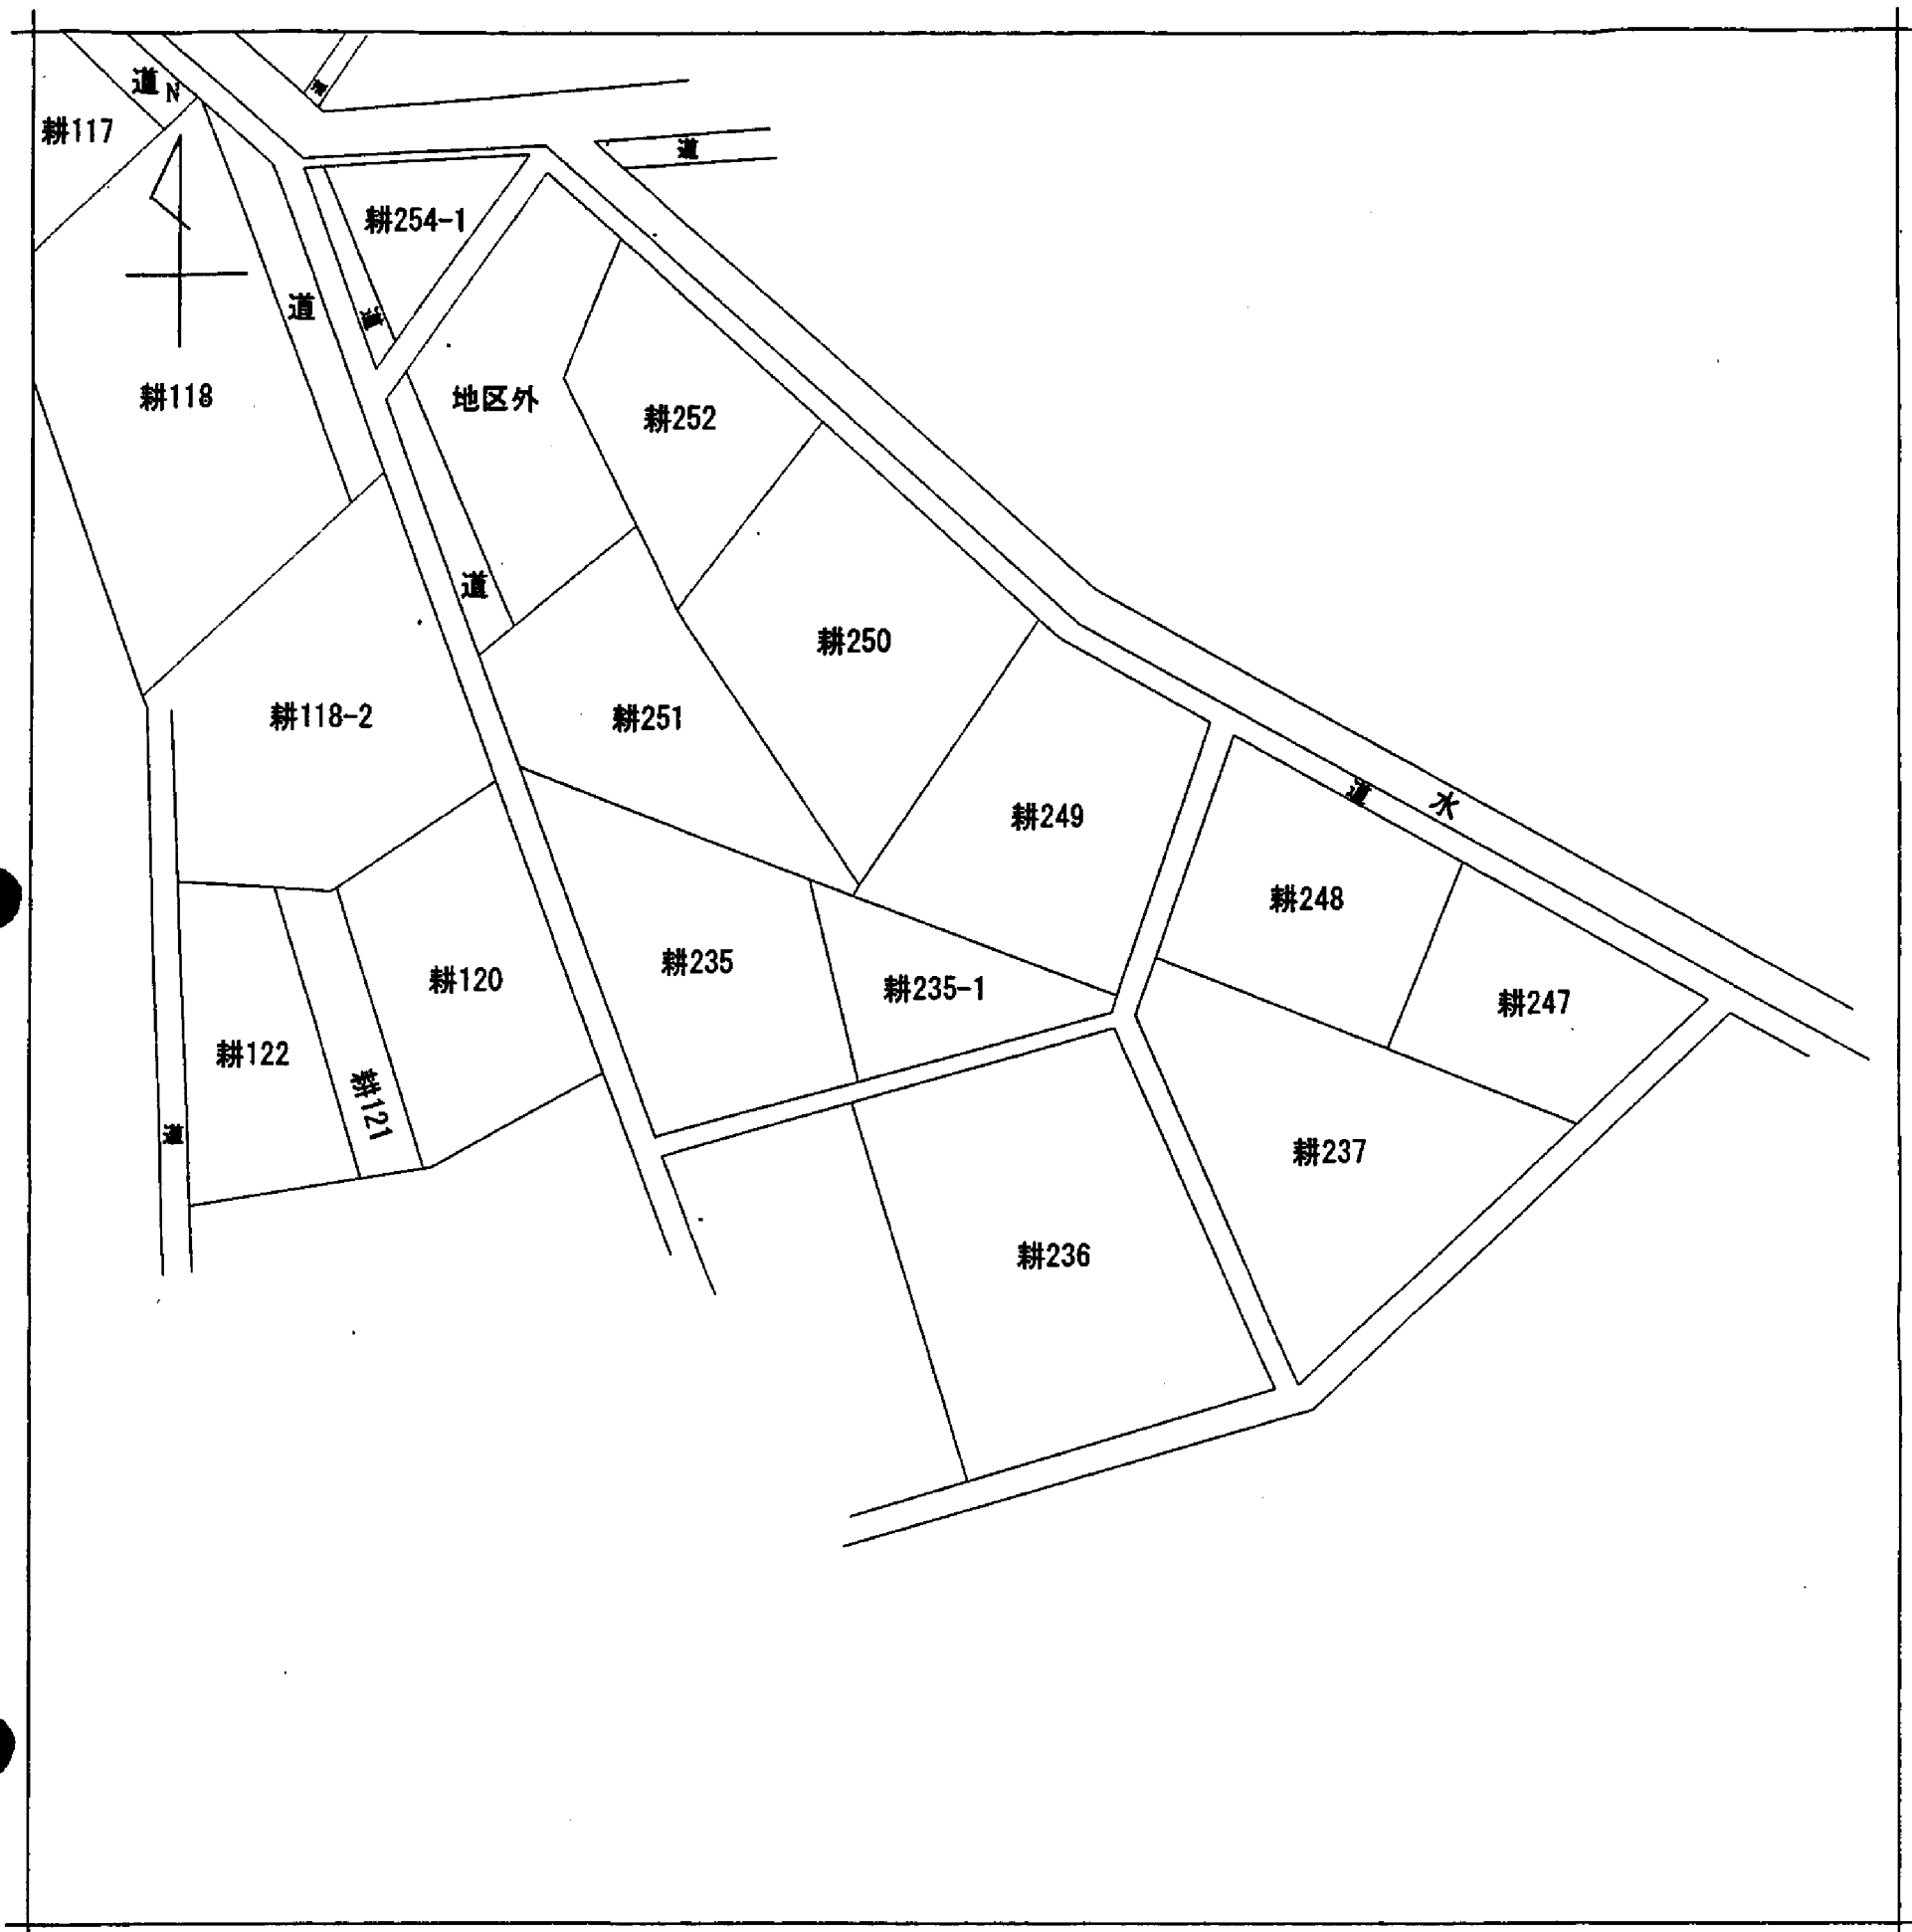 道
N
耕117
道
道
耕254-1
道
道
耕118
地区外
耕252
道
耕250
耕118-2
耕251
道
水
耕249
耕248
耕235
耕120
耕235-1
耕247
耕122
耕121
道
耕237
耕236